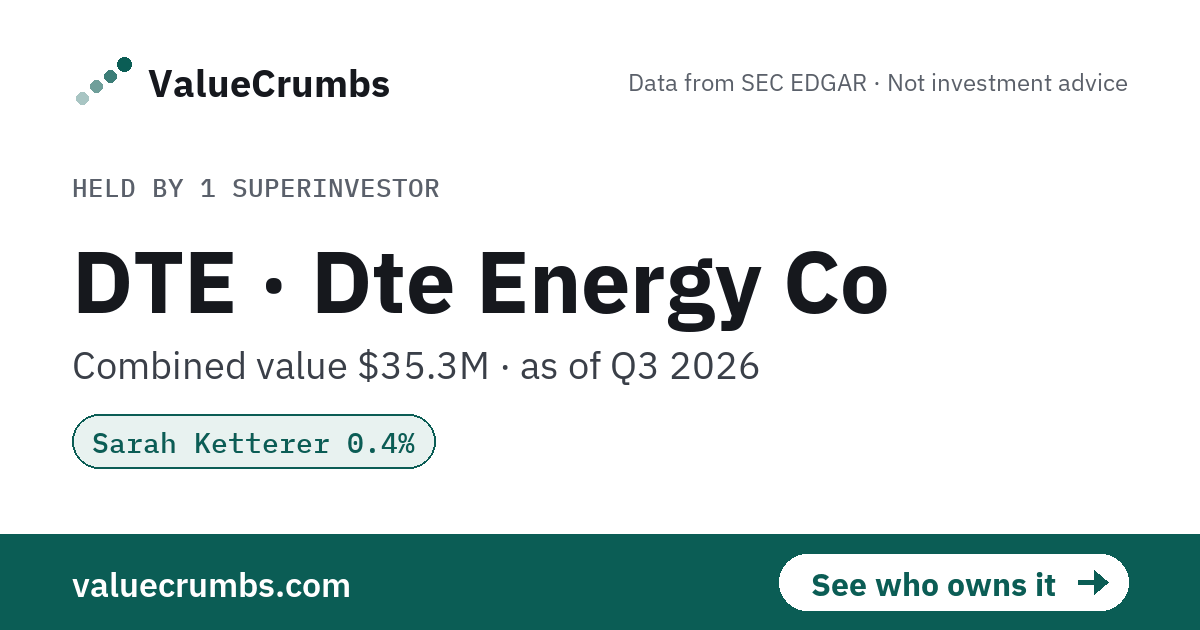 ValueCrumbs
Data from SEC EDGAR · Not investment advice
HELD BY 1 SUPERINVESTOR
DTE · Dte Energy Co
Combined value $35.3M · as of Q3 2026
Sarah Ketterer 0.4%
valuecrumbs.com
See who owns it